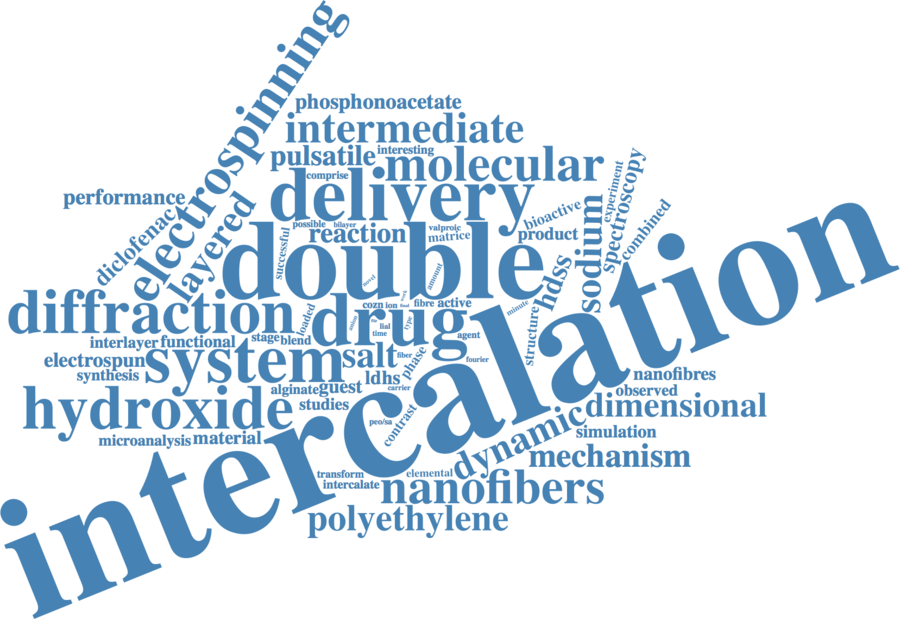 electrospinning
phosphonoacetate
intermediate
pulsatile
interesting
molecular
comprise
performance
delivery
diclofenac
layered
bioactive
experiment
spectroscopy
combined
sodium
possible
bilayer
valproic
matrice
reaction
product
successful
double
novel
amount
hdss
intercalation
diffraction
loaded
drug
cozn
ion
fibre
active
minute
structure
lial
time
type
agent
interlayer
functional
stage
blend
electrospun
system
salt
fiber
phase
fourier
synthesis
ldhs
carrier
nanofibres
observed
hydroxide
alginate
guest
studies
peo/sa
contrast
dimensional
dynamic
simulation
microanalysis
material
mechanism
transform
elemental
intercalate
nanofibers
polyethylene